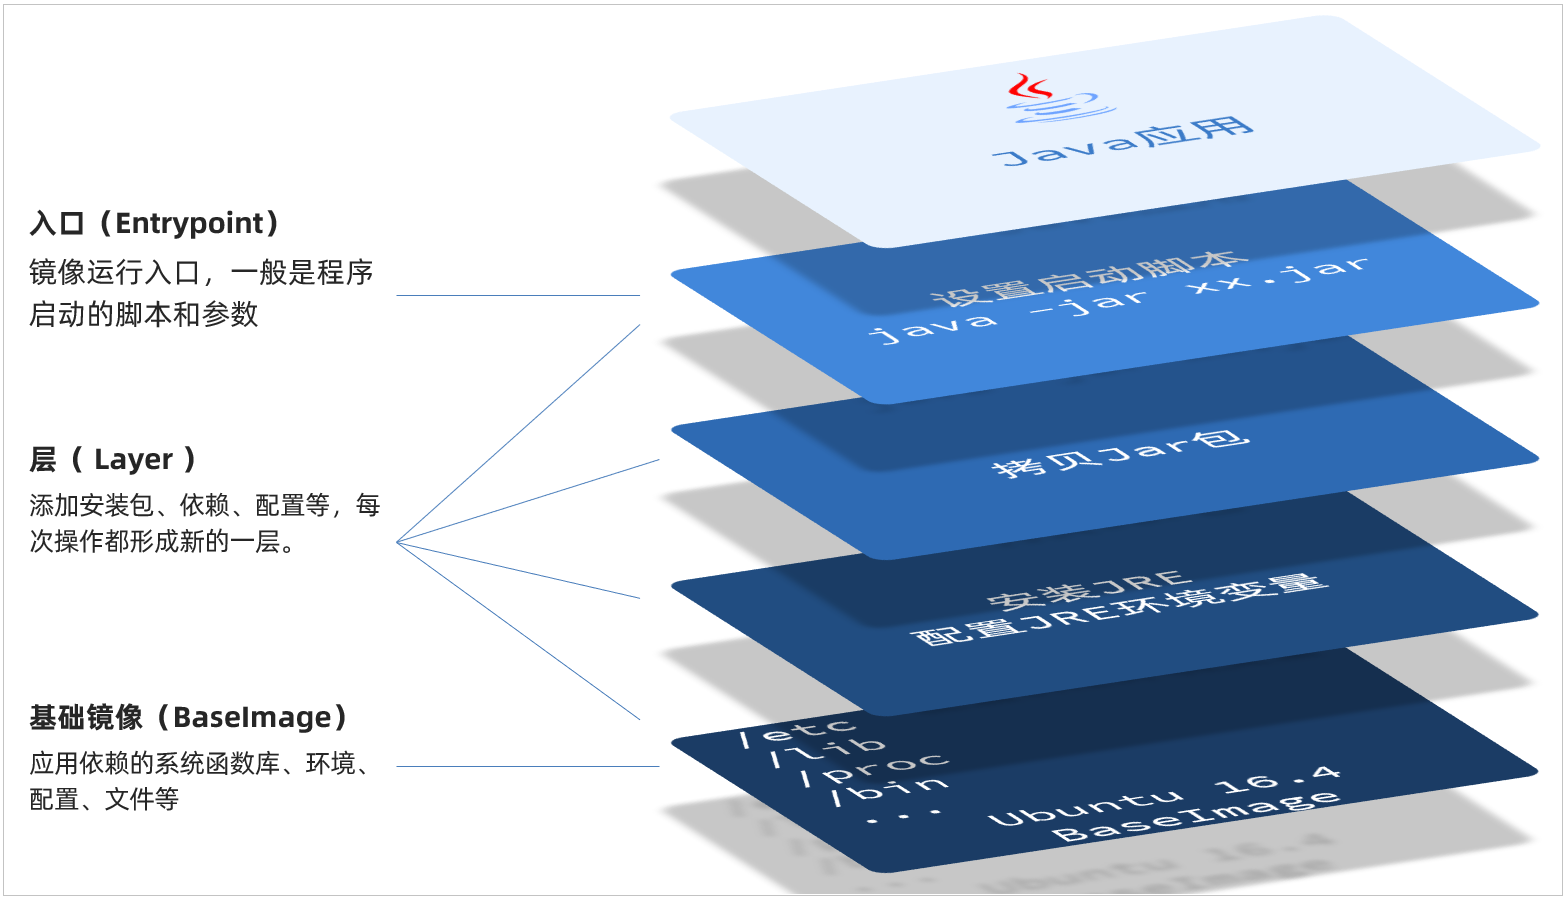 入口（Entrypoint）
镜像运行入口，一般是程序
启动的脚本和参数
层（ Layer ）
添加安装包、依赖、配置等，每
次操作都形成新的一层。
基础镜像（BaseImage）
应用依赖的系统函数库、环境、
配置、文件等
Java应用
设置启动脚本
java -jar xx.jar
拷贝Jar包
安装JRE
配置JRE环境变量
/etc
/lib
/proc
/bin
...
Ubuntu 16.4
BaseImage